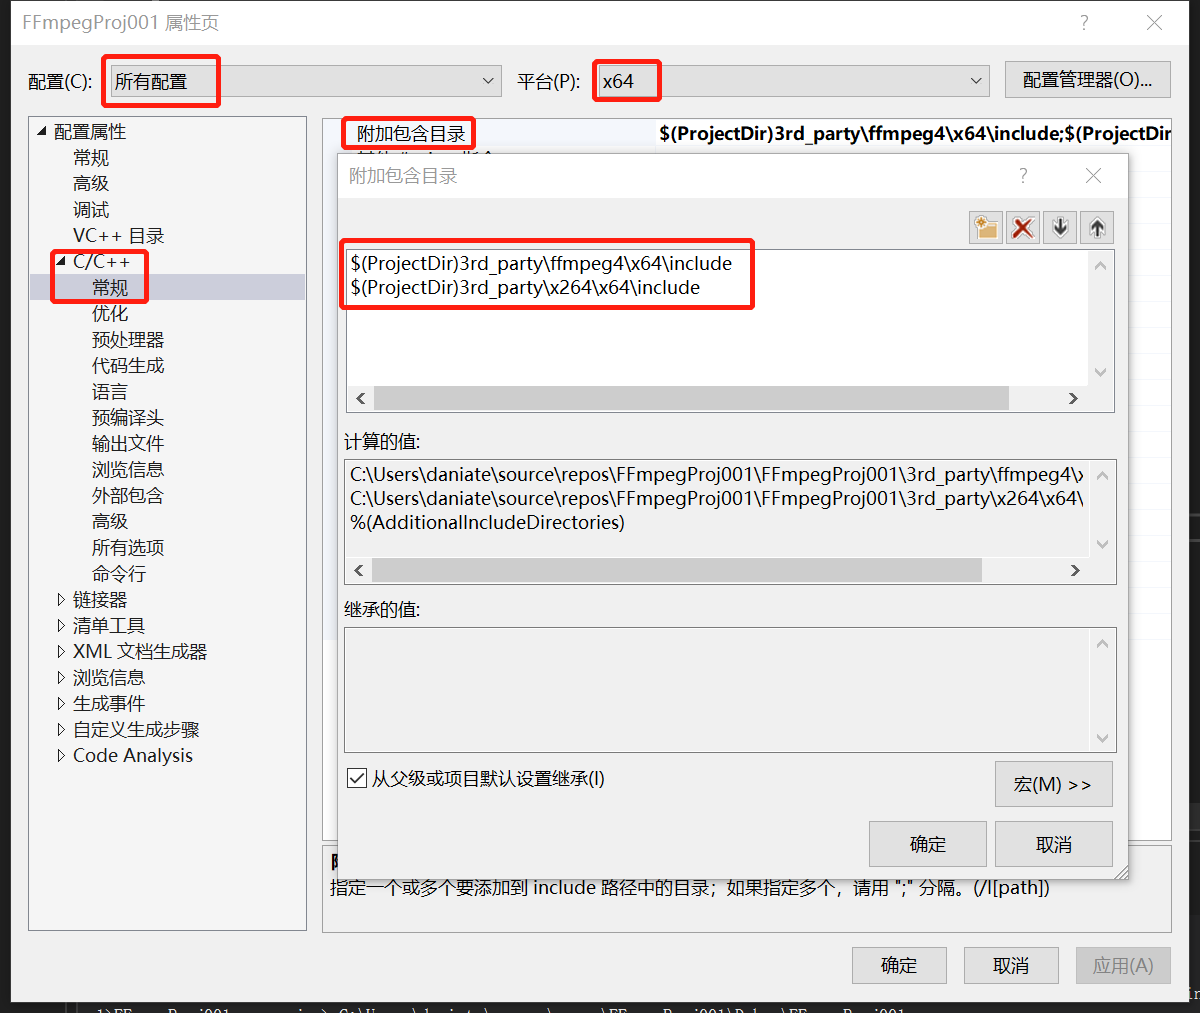 FFmpegProj001 属性页
配置(C): 所有配置 平台(P): x64 配置管理器(O)...
配置属性
常规
高级
调试
VC++ 目录
C/C++
常规
优化
预处理器
代码生成
语言
预编译头
输出文件
浏览信息
外部包含
高级
所有选项
命令行
链接器
清单工具
XML 文档生成器
浏览信息
生成事件
自定义生成步骤
Code Analysis
附加包含目录 $(ProjectDir)3rd_party\ffmpeg4\x64\include;$(ProjectDir
附加包含目录
$(ProjectDir)3rd_party\ffmpeg4\x64\include
$(ProjectDir)3rd_party\x264\x64\include
计算的值:
C:\Users\daniate\source\repos\FFmpegProj001\FFmpegProj001\3rd_party\ffmpeg4\x
C:\Users\daniate\source\repos\FFmpegProj001\FFmpegProj001\3rd_party\x264\x64\
%(AdditionalIncludeDirectories)
继承的值:
从父级或项目默认设置继承(I)
宏(M) >>
确定 取消
指定一个或多个要添加到 include 路径中的目录；如果指定多个，请用 ";" 分隔。(/I[path])
确定 取消 应用(A)